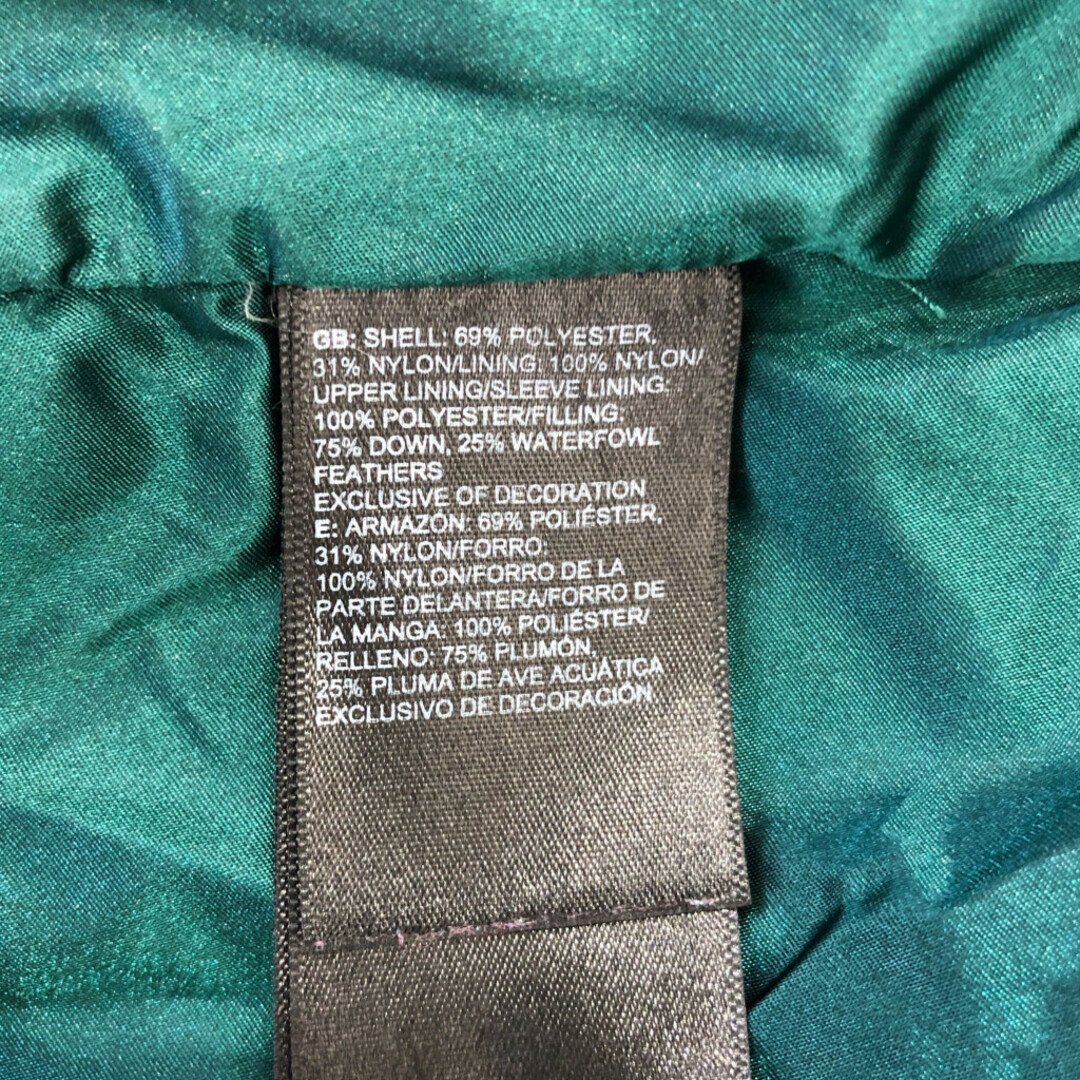 GB: SHELL: 69% POLYESTER,
31% NYLON/LINING: 100% NYLON/
UPPER LINING/SLEEVE LINING:
100% POLYESTER/FILLING:
75% DOWN, 25% WATERFOWL
FEATHERS
EXCLUSIVE OF DECORATION
E: ARMAZÓN: 69% POLIÉSTER,
31% NYLON/FORRO:
100% NYLON/FORRO DE LA
PARTE DELANTERA/FORRO DE
LA MANGA: 100% POLIÉSTER/
RELLENO: 75% PLUMÓN,
25% PLUMA DE AVE ACUÁTICA
EXCLUSIVO DE DECORACIÓN